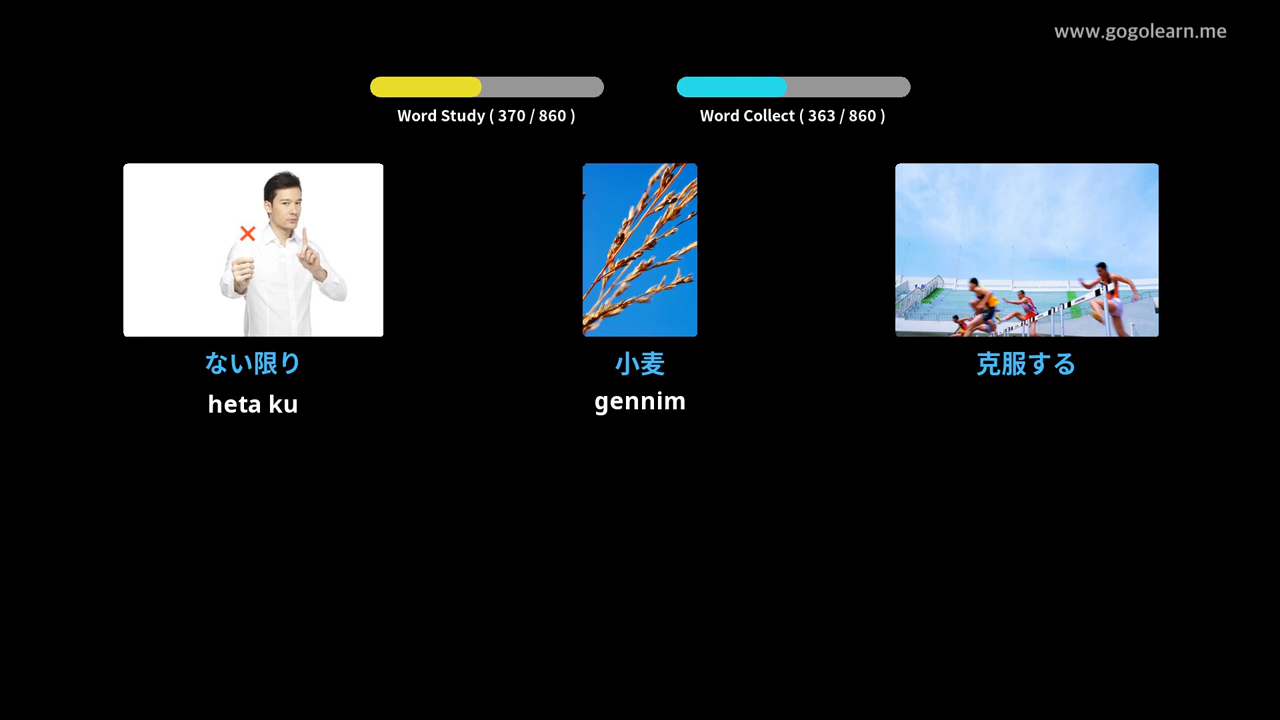 www.gogolearn.me
Word Study ( 370 / 860 )
Word Collect ( 363 / 860 )
ない限り
heta ku
小麦
gennim
克服する